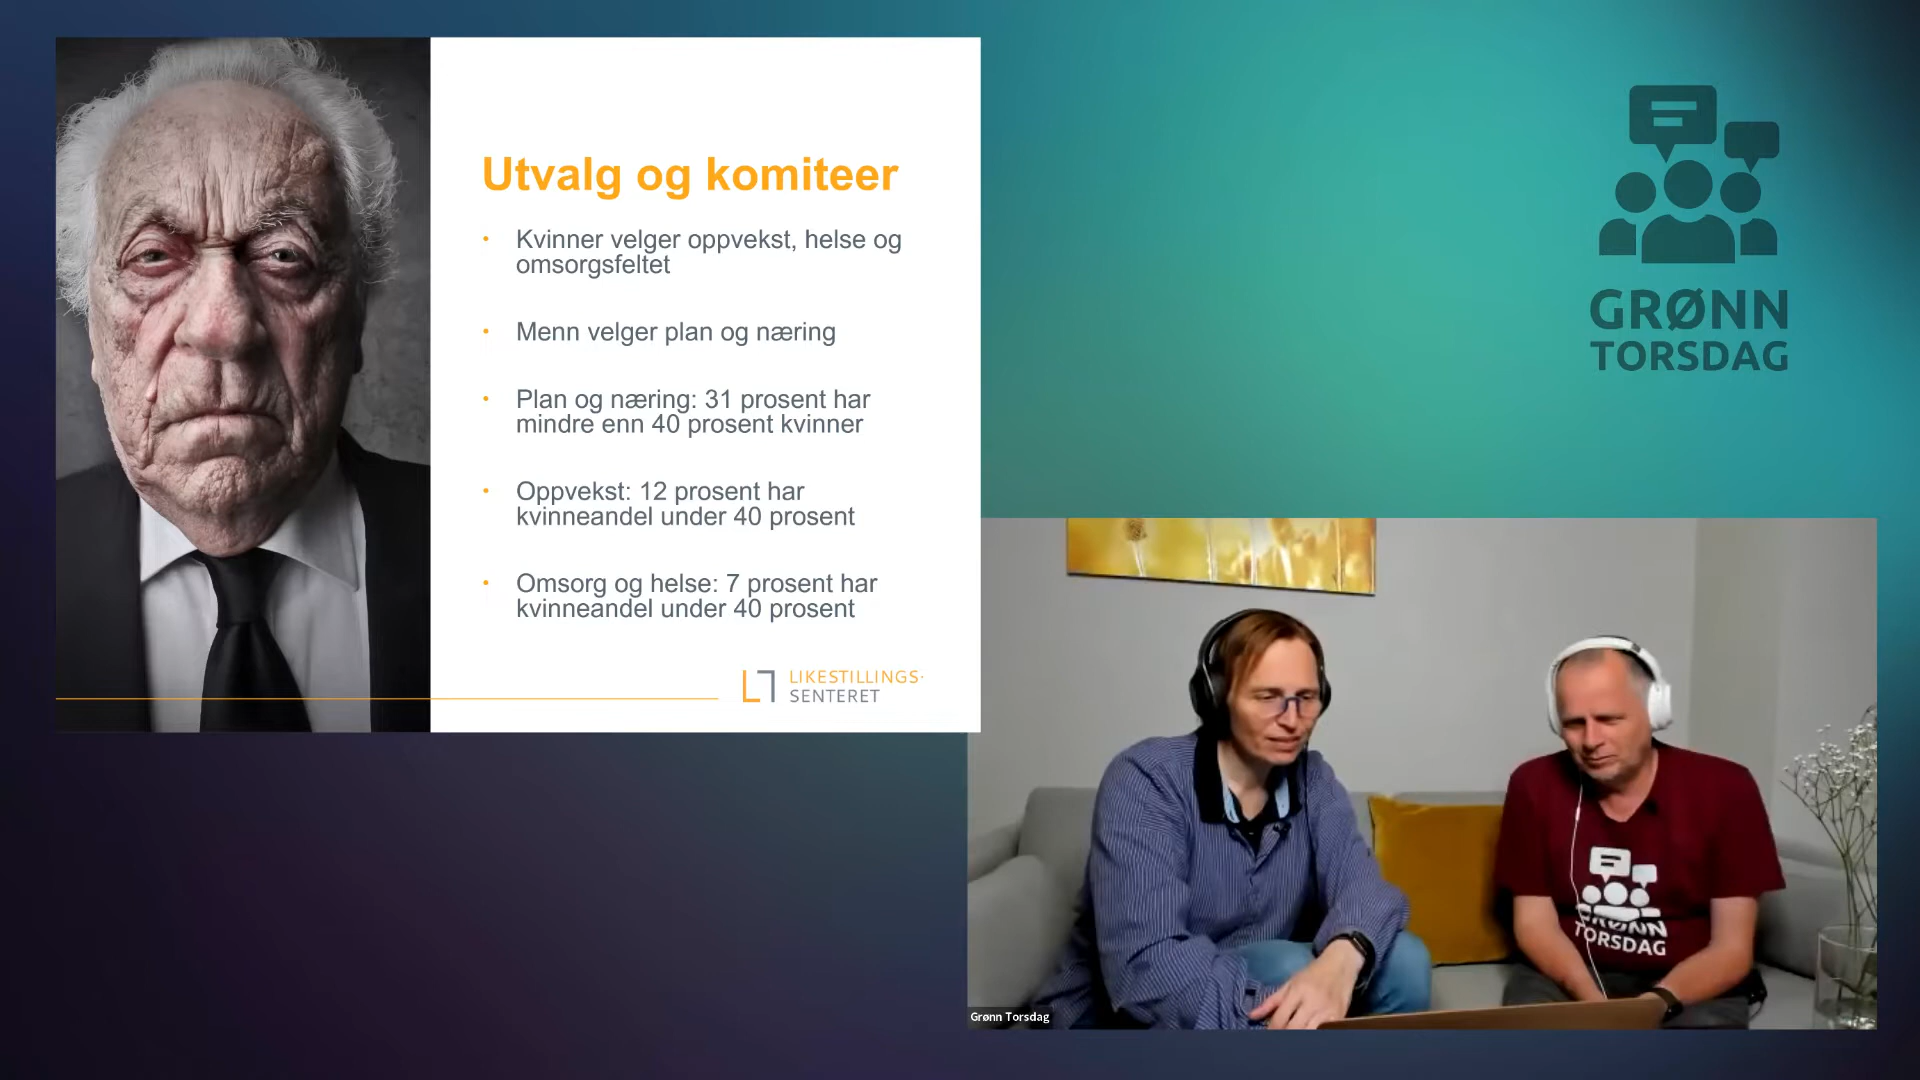 Utvalg og komiteer
• Kvinner velger oppvekst, helse og
omsorgsfeltet
• Menn velger plan og næring
• Plan og næring: 31 prosent har
mindre enn 40 prosent kvinner
• Oppvekst: 12 prosent har
kvinneandel under 40 prosent
• Omsorg og helse: 7 prosent har
kvinneandel under 40 prosent
LIKESTILLINGS-
SENTERET
GRØNN
TORSDAG
GRØNN
TORSDAG
Grønn Torsdag